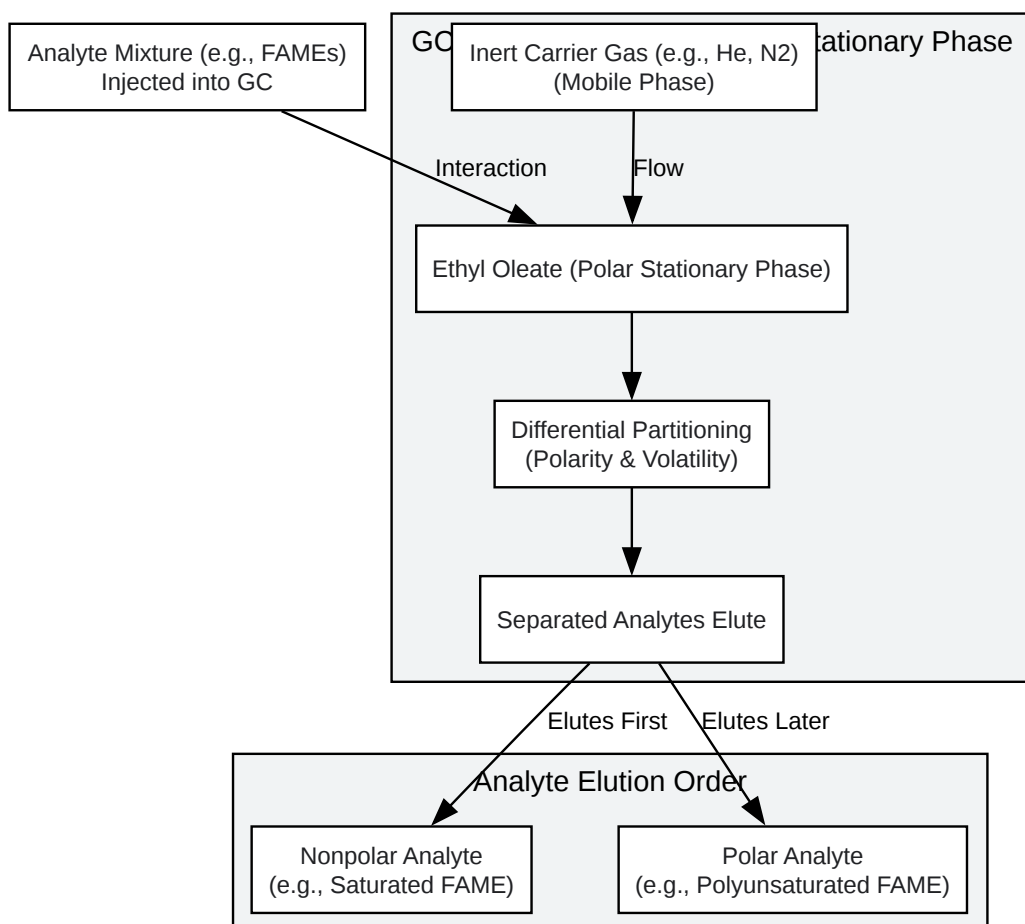 Analyte Mixture (e.g., FAMEs)
Injected into GC
GC
tationary Phase
Inert Carrier Gas (e.g., He, N2)
(Mobile Phase)
Interaction
Flow
Ethyl Oleate (Polar Stationary Phase)
Differential Partitioning
(Polarity & Volatility)
Separated Analytes Elute
Elutes First
Elutes Later
Analyte Elution Order
Nonpolar Analyte
(e.g., Saturated FAME)
Polar Analyte
(e.g., Polyunsaturated FAME)